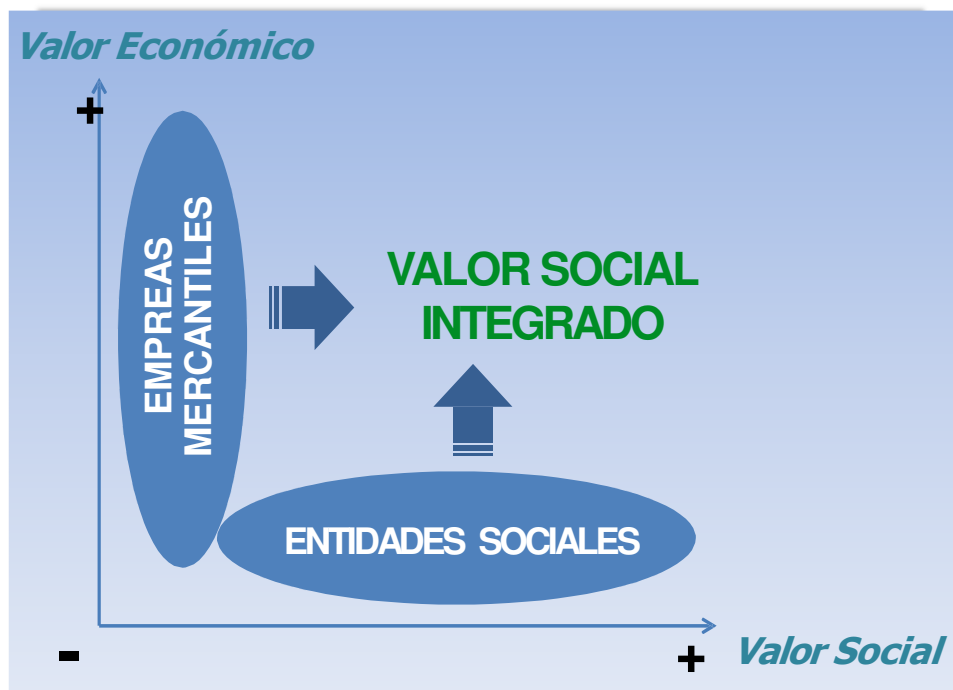 Valor Económico
+
EMPREAS
MERCANTILES
VALOR SOCIAL
INTEGRADO
ENTIDADES SOCIALES
-
+
Valor Social